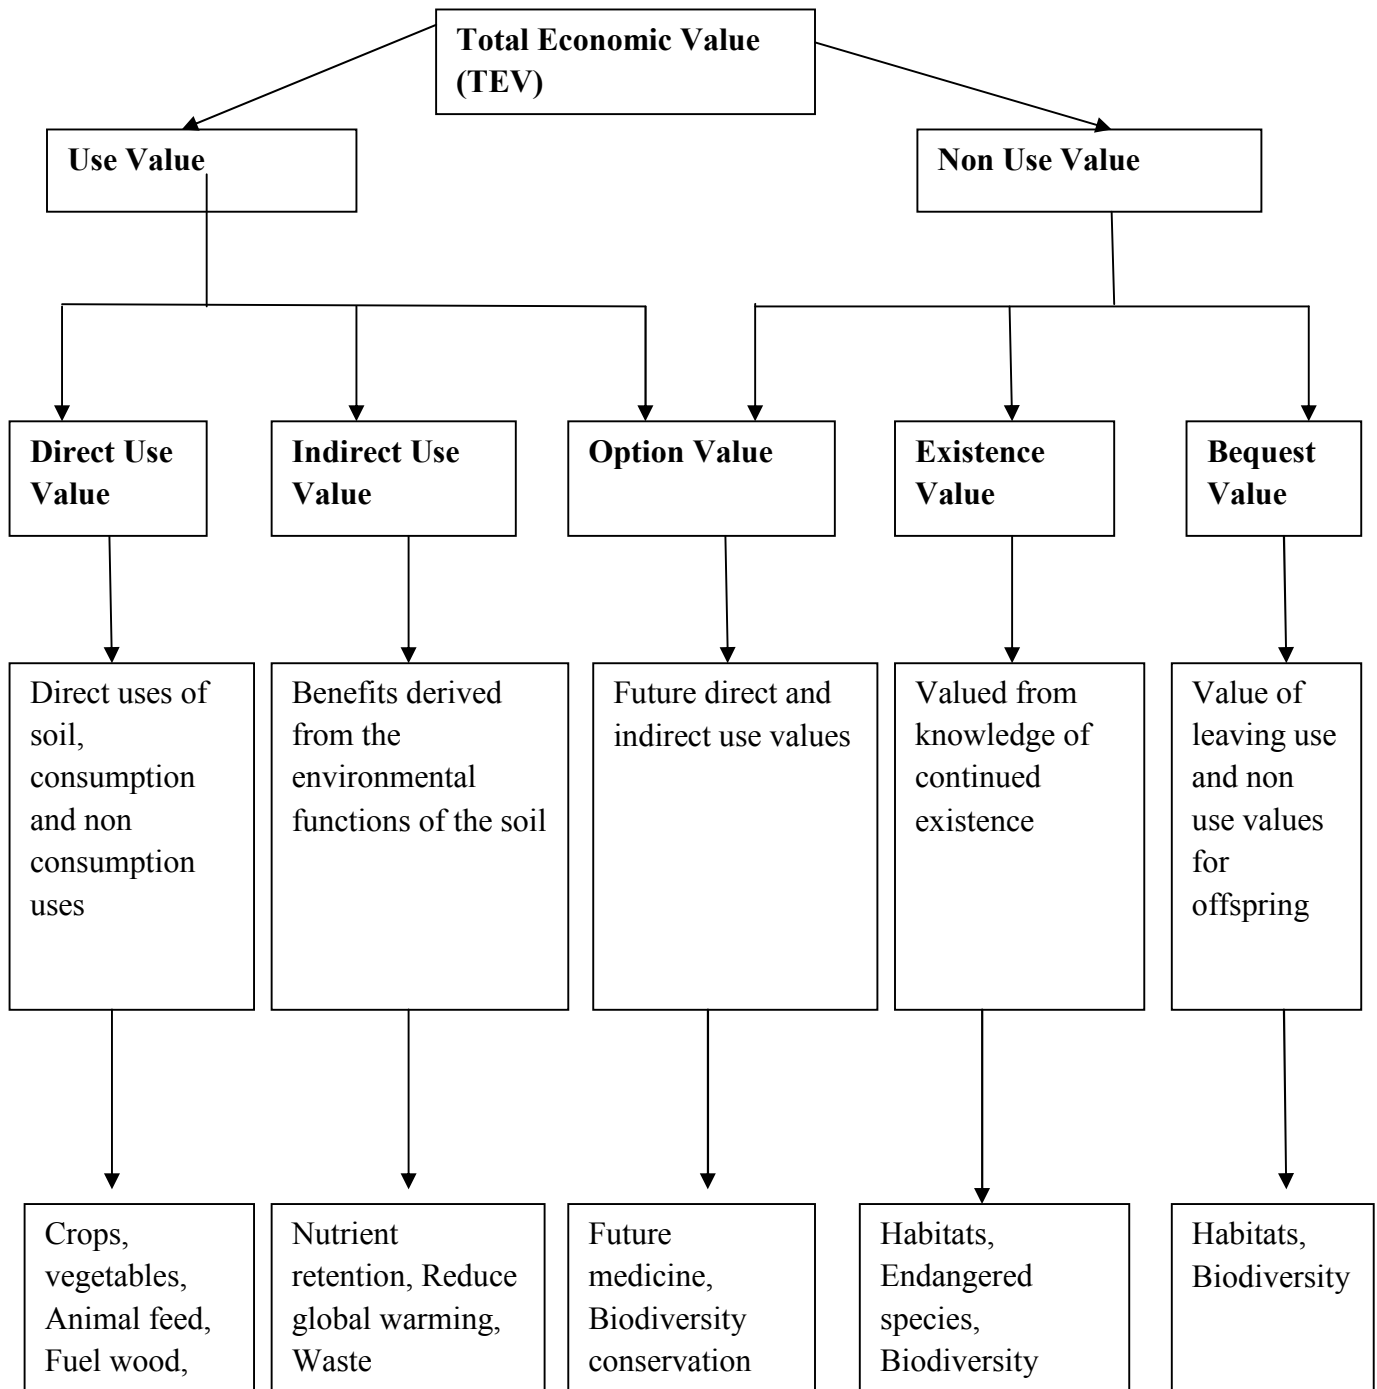 Total Economic Value
(TEV)
Use Value
Non Use Value
Direct Use
Value
Indirect Use
Value
Option Value
Existence
Value
Bequest
Value
Direct uses of
soil,
consumption
and non
consumption
uses
Benefits derived
from the
environmental
functions of the soil
Future direct and
indirect use values
Valued from
knowledge of
continued
existence
Value of
leaving use
and non
use values
for
offspring
Crops,
vegetables,
Animal feed,
Fuel wood,
Nutrient
retention, Reduce
global warming,
Waste
Future
medicine,
Biodiversity
conservation
Habitats,
Endangered
species,
Biodiversity
Habitats,
Biodiversity